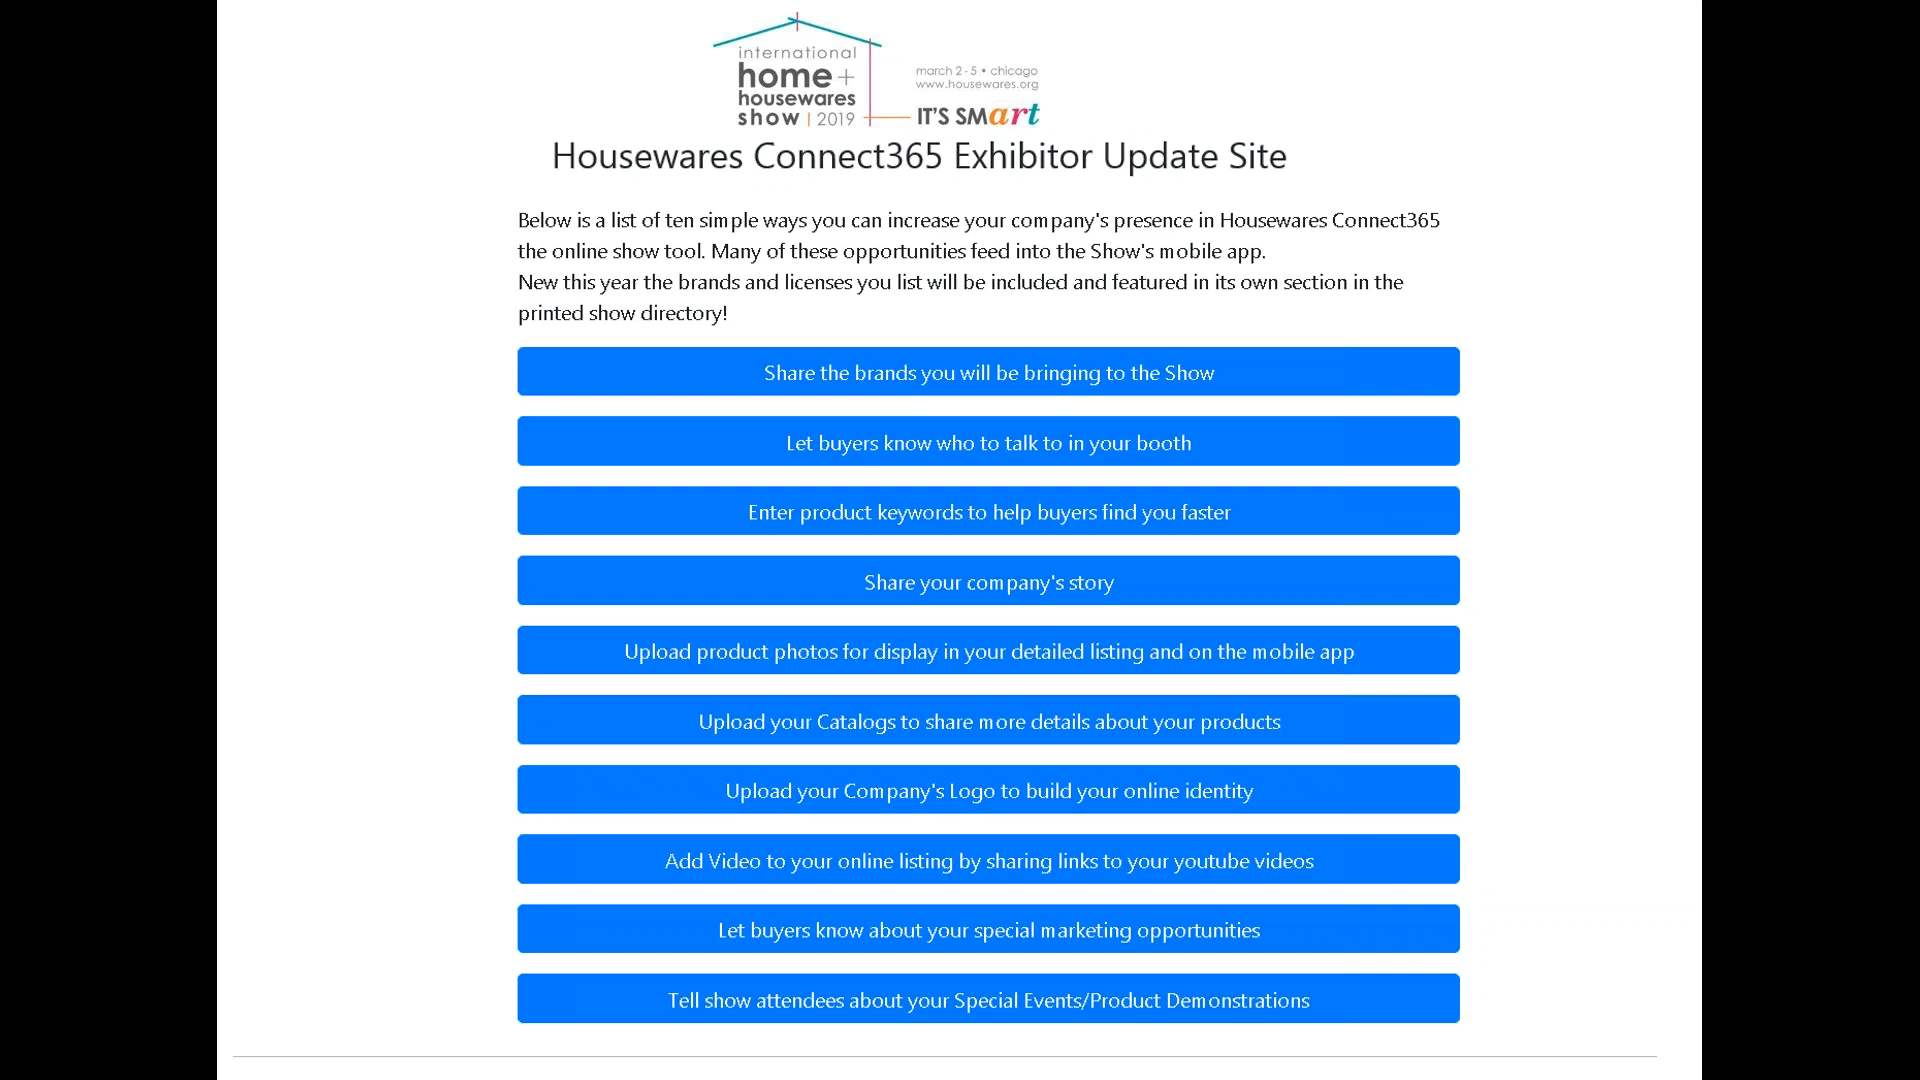 international
home+
housewares
show | 2019
march 2-5 • chicago
www.housewares.org
IT'S SMart
Housewares Connect365 Exhibitor Update Site
Below is a list of ten simple ways you can increase your company's presence in Housewares Connect365
the online show tool. Many of these opportunities feed into the Show's mobile app.
New this year the brands and licenses you list will be included and featured in its own section in the
printed show directory!
Share the brands you will be bringing to the Show
Let buyers know who to talk to in your booth
Enter product keywords to help buyers find you faster
Share your company's story
Upload product photos for display in your detailed listing and on the mobile app
Upload your Catalogs to share more details about your products
Upload your Company's Logo to build your online identity
Add Video to your online listing by sharing links to your youtube videos
Let buyers know about your special marketing opportunities
Tell show attendees about your Special Events/Product Demonstrations